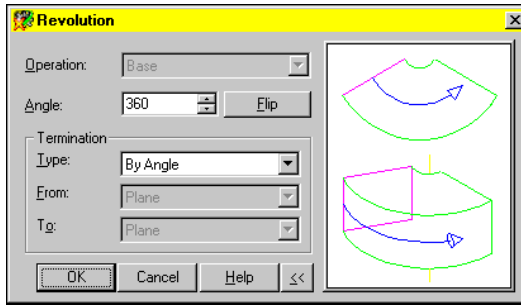 Revolution
Operation: Base
Angle: 360 Flip
Termination
Type: By Angle
From: Plane
To: Plane
OK Cancel Help <<